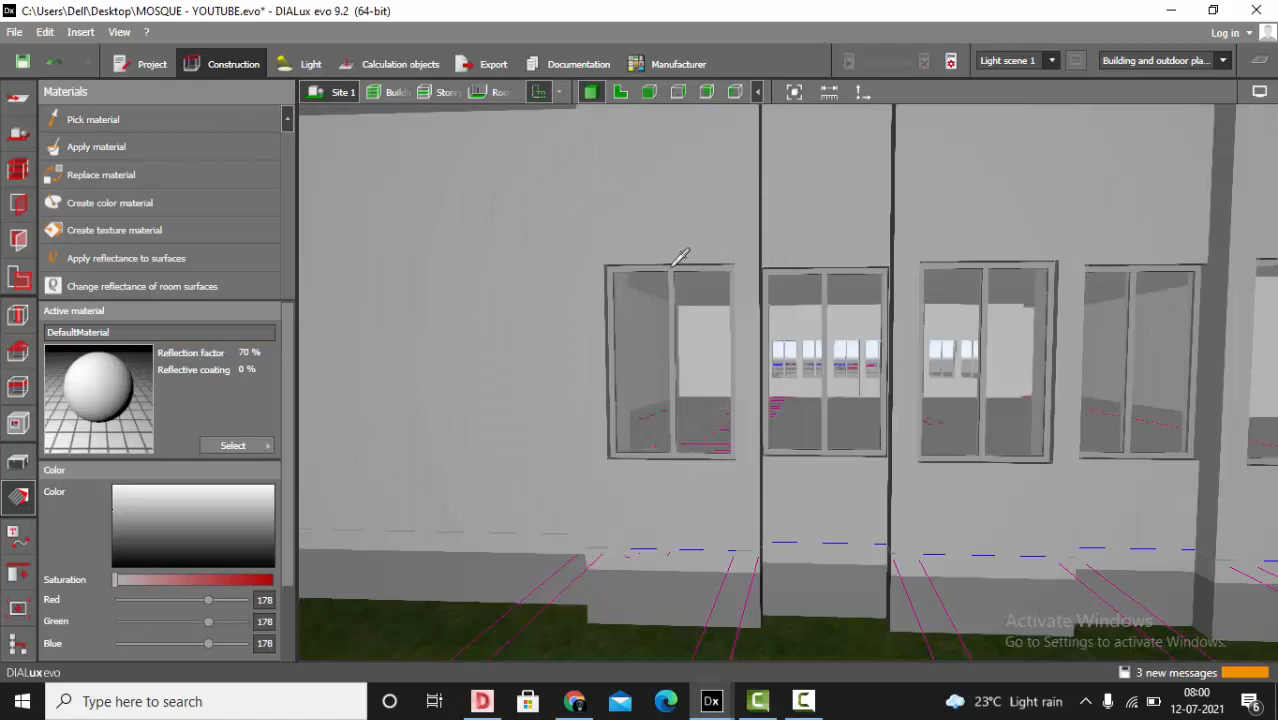 C:\Users\Dell\Desktop\MOSQUE - YOUTUBE.evo* - DIALux evo 9.2 (64-bit)
File Edit Insert View ?
Log in
Project Construction Light Calculation objects Export Documentation Manufacturer
Light scene 1
Building and outdoor pla...
Materials
Site 1
Pick material
Apply material
Replace material
Create color material
Create texture material
Apply reflectance to surfaces
Change reflectance of room surfaces
Active material
DefaultMaterial
Reflection factor 70 %
Reflective coating 0 %
Select
Color
Color
Saturation
Red 178
Green 178
Blue 178
Activate Windows
Go to Settings to activate Windows.
DIALux evo
3 new messages
Type here to search
23°C Light rain
08:00
12-07-2021
6